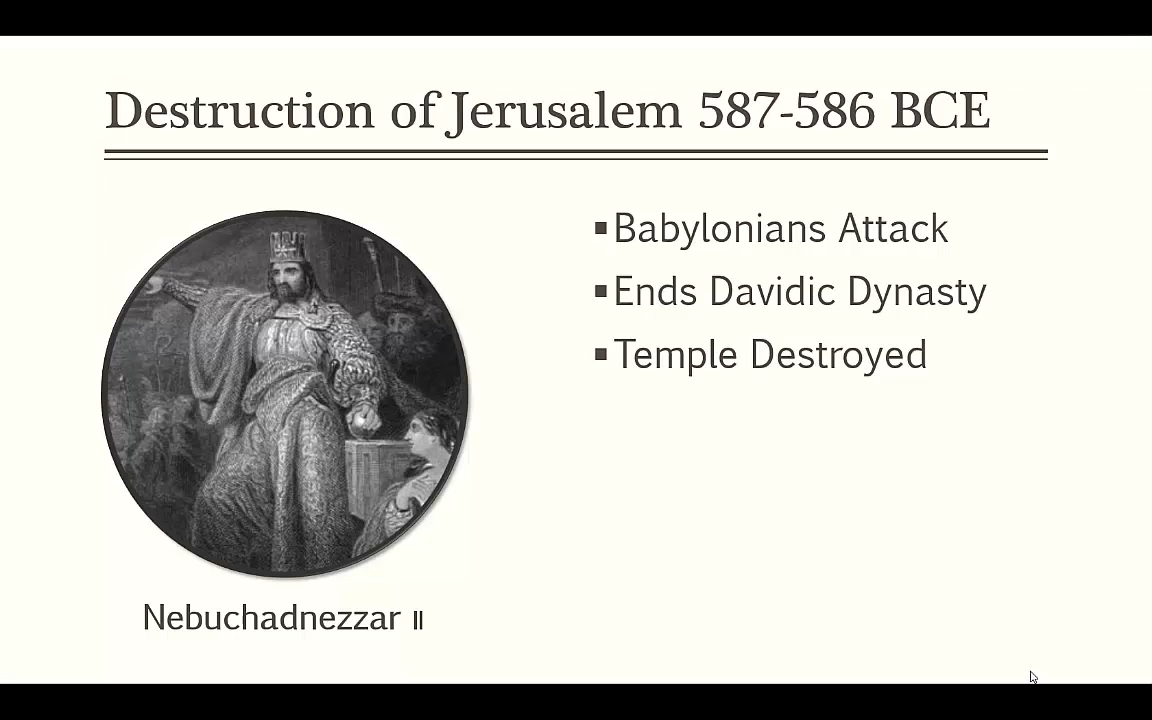 Destruction of Jerusalem 587-586 BCE
▪Babylonians Attack
▪Ends Davidic Dynasty
▪Temple Destroyed
Nebuchadnezzar II